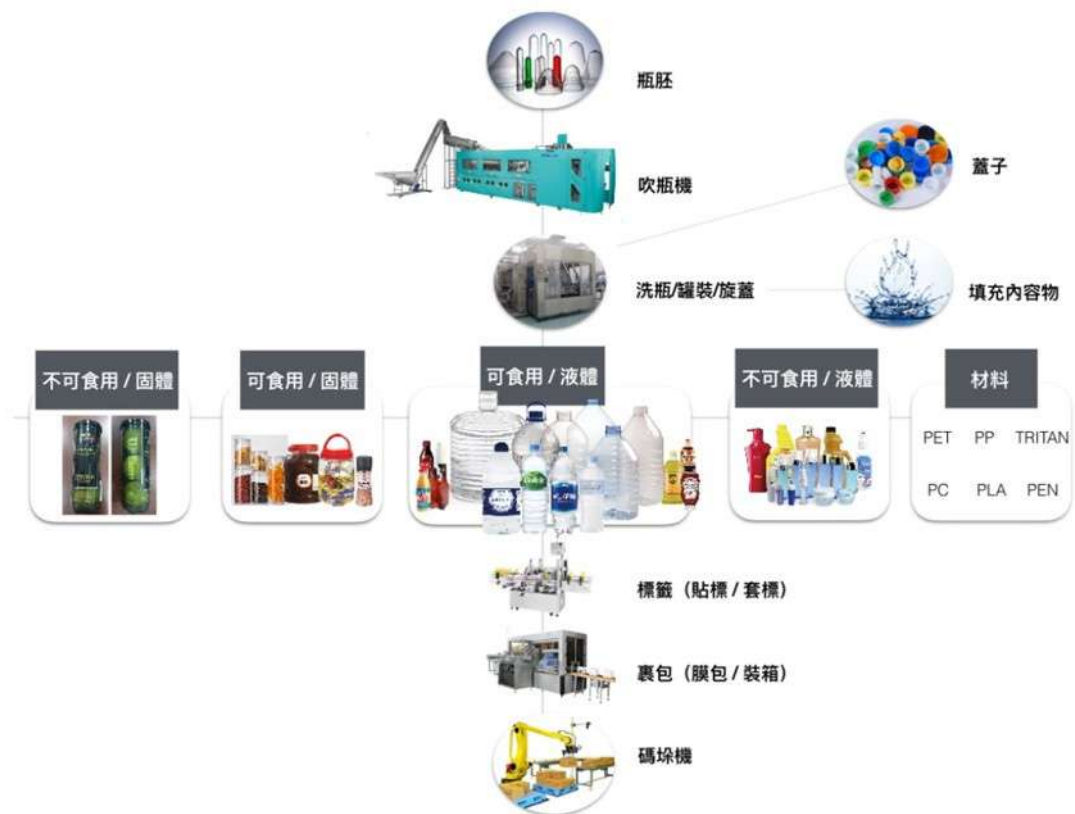 瓶胚
吹瓶機
蓋子
洗瓶/罐裝/旋蓋
填充內容物
不可食用 / 固體
可食用 / 固體
可食用 / 液體
不可食用 / 液體
材料
PET PP TRITAN
PC PLA PEN
標籤（貼標 / 套標）
裹包（膜包 / 裝箱）
碼垛機